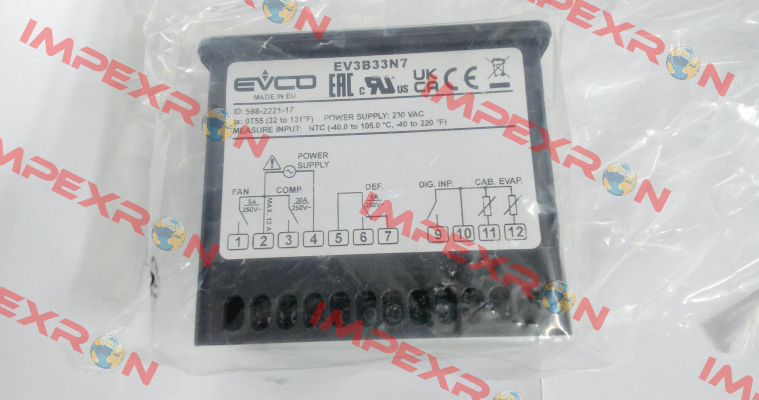 EV3B33N7
EVCO
MADE IN EU
EAC c RU us UK CA CE
ID: 598-2221-17
ta: 0T55 (32 to 131°F) POWER SUPPLY: 230 VAC
MEASURE INPUT: NTC (-40.0 to 105.0 °C, -40 to 220 °F)
POWER
SUPPLY
FAN COMP. DEF. DIG. INP. CAB. EVAP.
5A
250V~
MAX. 12 A
30A
250V~
250V~
1 2 3 4 5 6 7 9 10 11 12
IMPEXRON
IMPEXRON
IMPEXRON
IMPEXRON
IMPEXRON
IMPEXRON
IMPEXRON
IMPEXRON
IMPEXRON